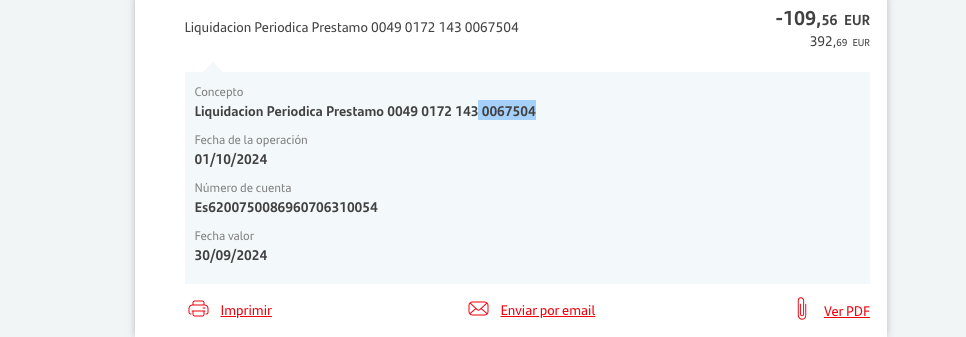 Liquidacion Periodica Prestamo 0049 0172 143 0067504
-109,56 EUR
392,69 EUR
Concepto
Liquidacion Periodica Prestamo 0049 0172 143 0067504
Fecha de la operación
01/10/2024
Número de cuenta
Es6200750086960706310054
Fecha valor
30/09/2024
Imprimir
Enviar por email
Ver PDF